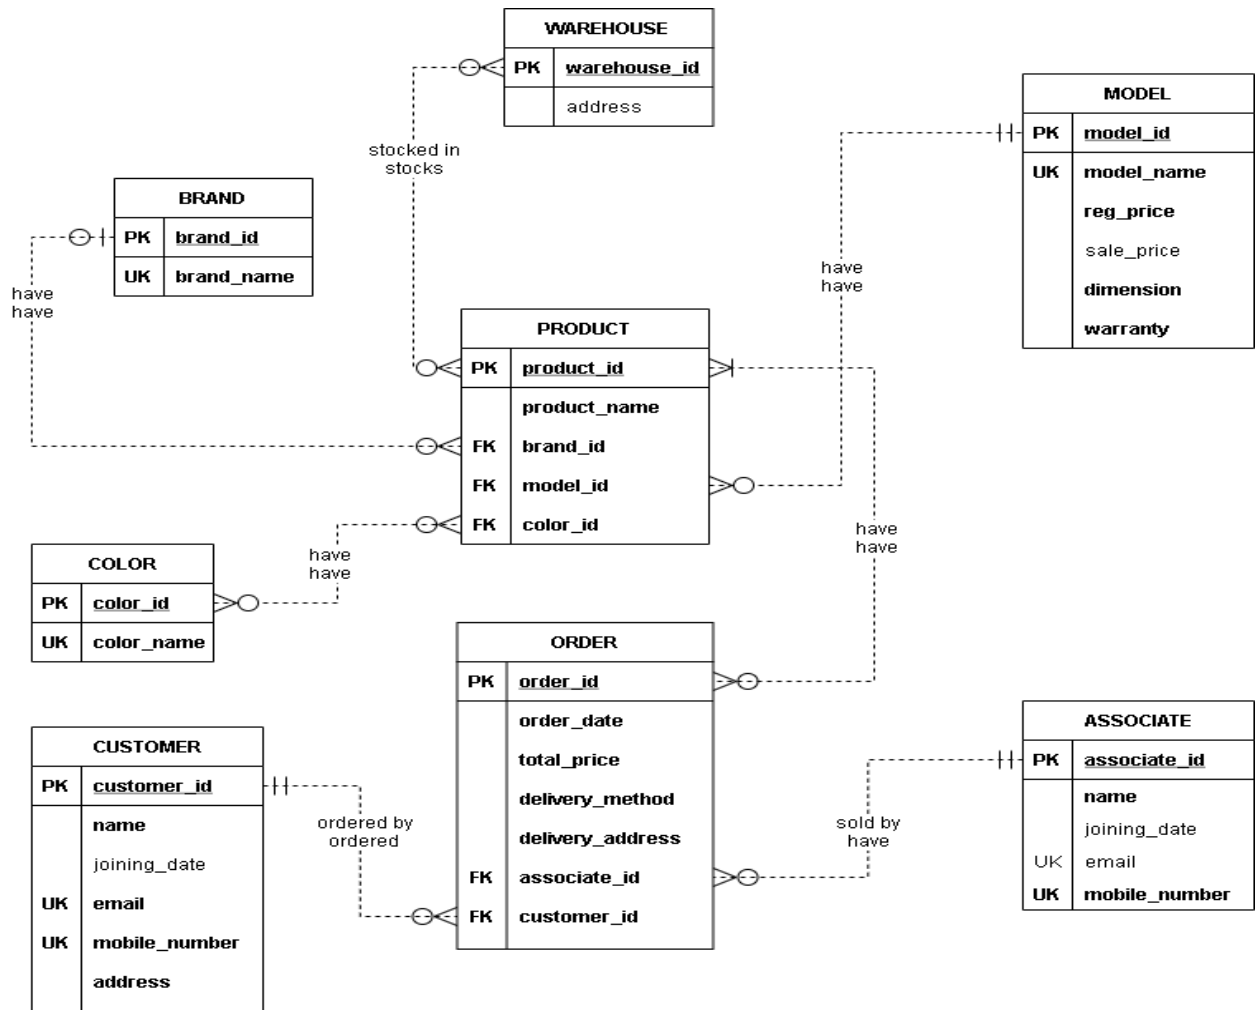 WAREHOUSE
PK warehouse_id
address
stocked in
stocks
MODEL
PK model_id
UK model_name
reg_price
sale_price
dimension
warranty
BRAND
PK brand_id
UK brand_name
have
have
have
have
PRODUCT
PK product_id
product_name
FK brand_id
FK model_id
FK color_id
have
have
COLOR
PK color_id
UK color_name
have
have
ORDER
PK order_id
order_date
total_price
delivery_method
delivery_address
FK associate_id
FK customer_id
CUSTOMER
PK customer_id
name
joining_date
UK email
UK mobile_number
address
ordered by
ordered
sold by
have
ASSOCIATE
PK associate_id
name
joining_date
UK email
UK mobile_number